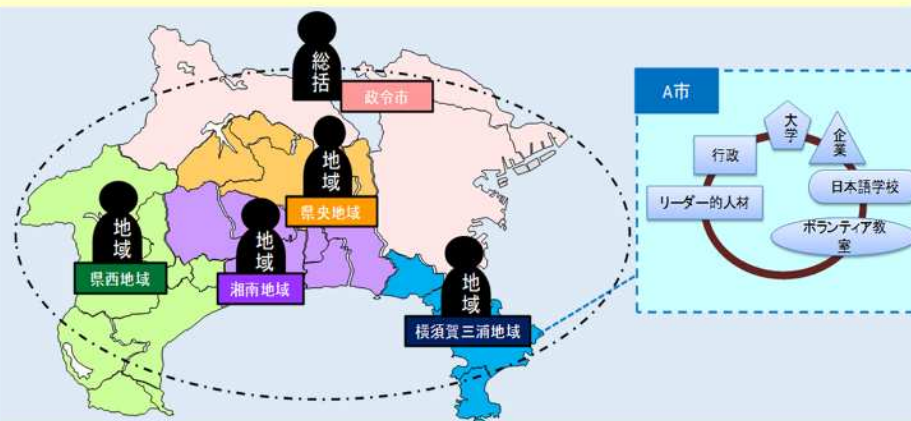 総括
政令市
地域
県央地域
地域
県西地域
地域
湘南地域
地域
横須賀三浦地域
A市
大学
企業
行政
日本語学校
リーダー的人材
ボランティア教
室